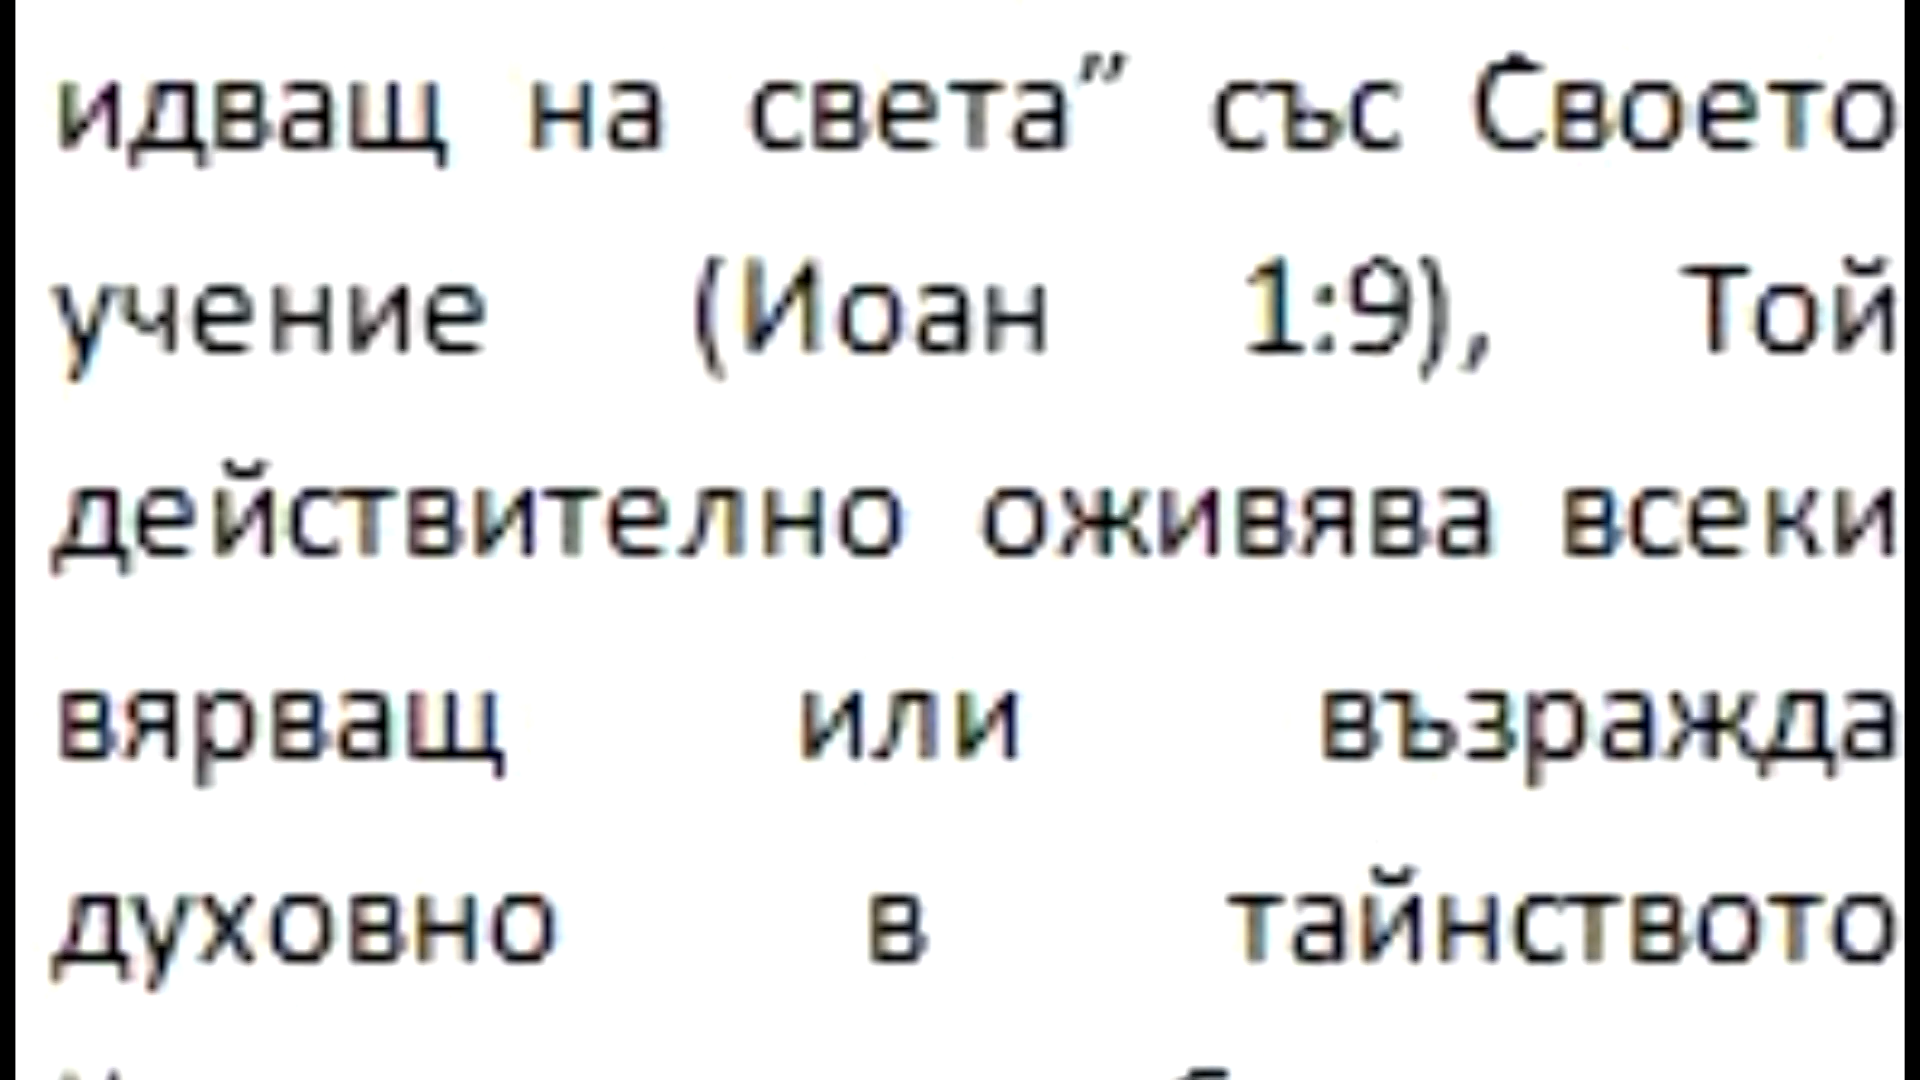 идващ на света” със Своето
учение (Иоан 1:9), Той
действително оживява всеки
вярващ или възражда
духовно в тайнството